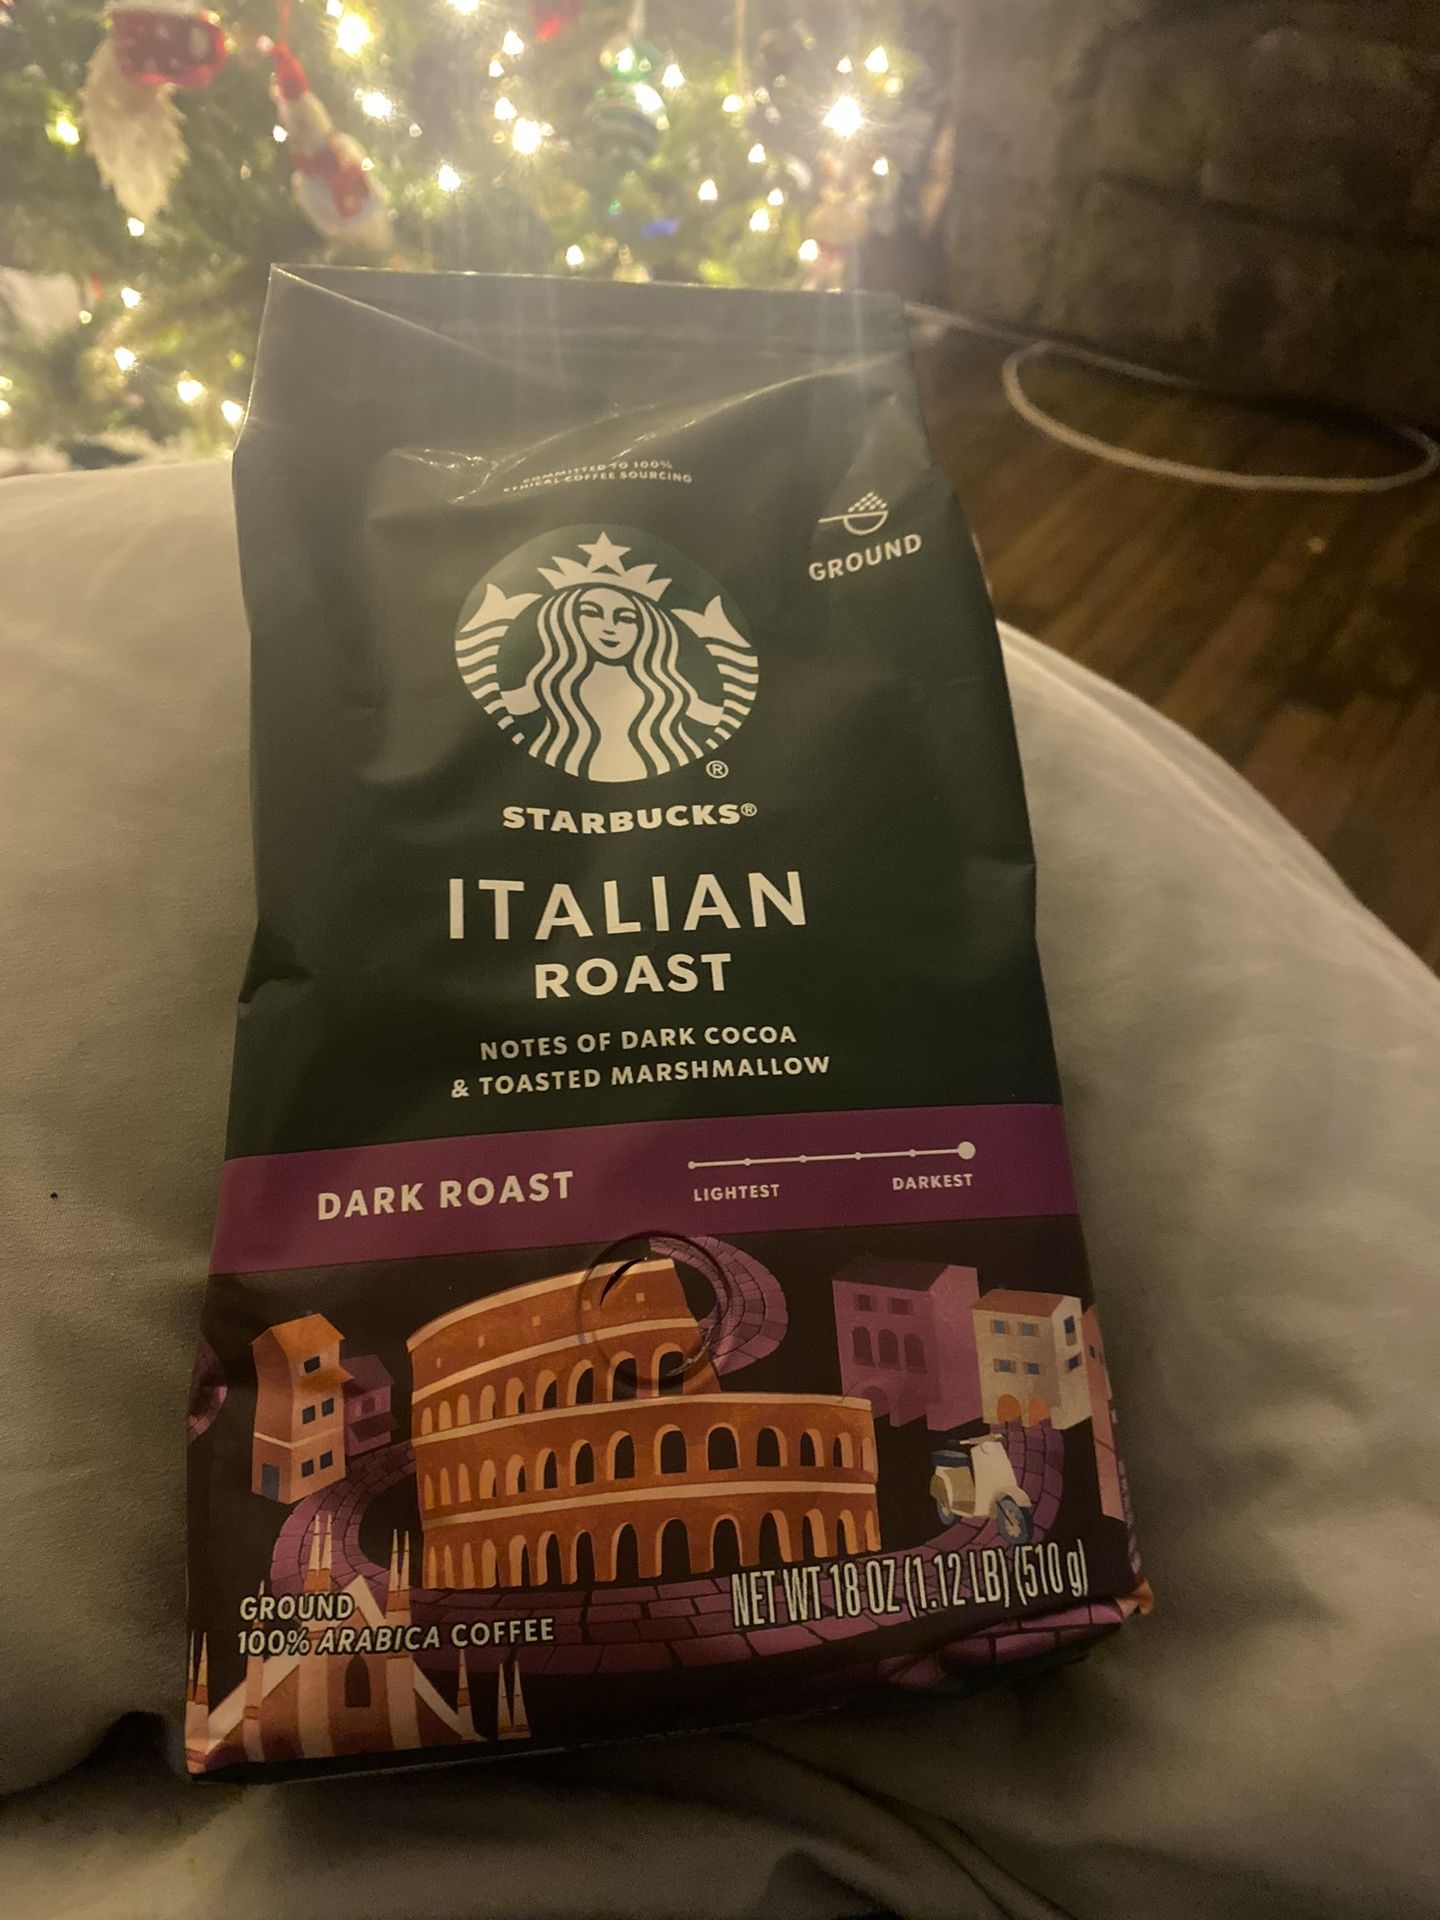 COMMITTED TO 100%
ETHICAL COFFEE SOURCING
GROUND
®
STARBUCKS®
ITALIAN
ROAST
NOTES OF DARK COCOA
& TOASTED MARSHMALLOW
DARK ROAST
LIGHTEST DARKEST
GROUND
100% ARABICA COFFEE
NET WT 18 OZ (1.12 LB) (510 g)